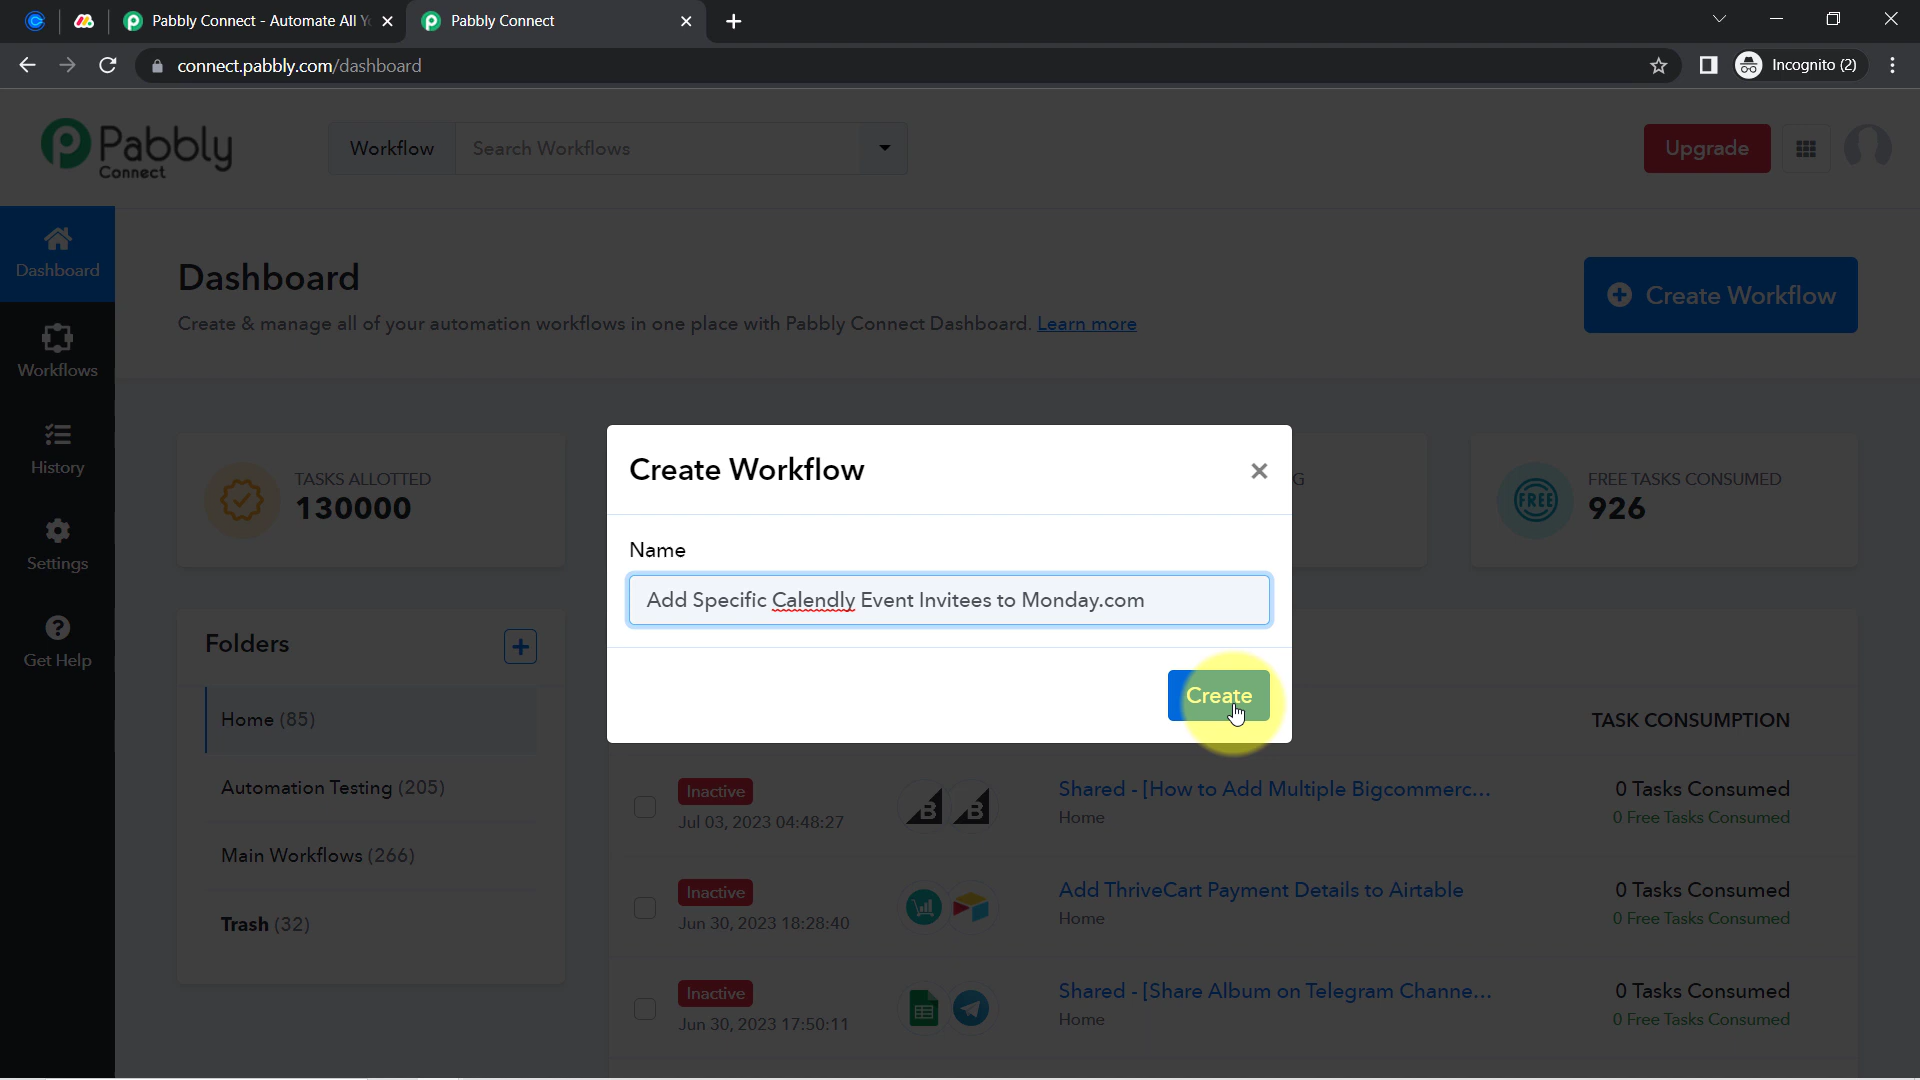 Pabbly Connect - Automate All Y
Pabbly Connect
connect.pabbly.com/dashboard
Incognito (2)
Pabbly
Connect
Workflow
Search Workflows
Upgrade
Dashboard
Workflows
History
Settings
Get Help
Dashboard
Create & manage all of your automation workflows in one place with Pabbly Connect Dashboard. Learn more
Create Workflow
TASKS ALLOTTED
130000
G
FREE
FREE TASKS CONSUMED
926
Create Workflow
Name
Add Specific Calendly Event Invitees to Monday.com
Create
Folders
Home (85)
Automation Testing (205)
Main Workflows (266)
Trash (32)
TASK CONSUMPTION
Inactive
Jul 03, 2023 04:48:27
B B
Shared - [How to Add Multiple Bigcommerc...
Home
0 Tasks Consumed
0 Free Tasks Consumed
Inactive
Jun 30, 2023 18:28:40
Add ThriveCart Payment Details to Airtable
Home
0 Tasks Consumed
0 Free Tasks Consumed
Inactive
Jun 30, 2023 17:50:11
Shared - [Share Album on Telegram Channe...
Home
0 Tasks Consumed
0 Free Tasks Consumed